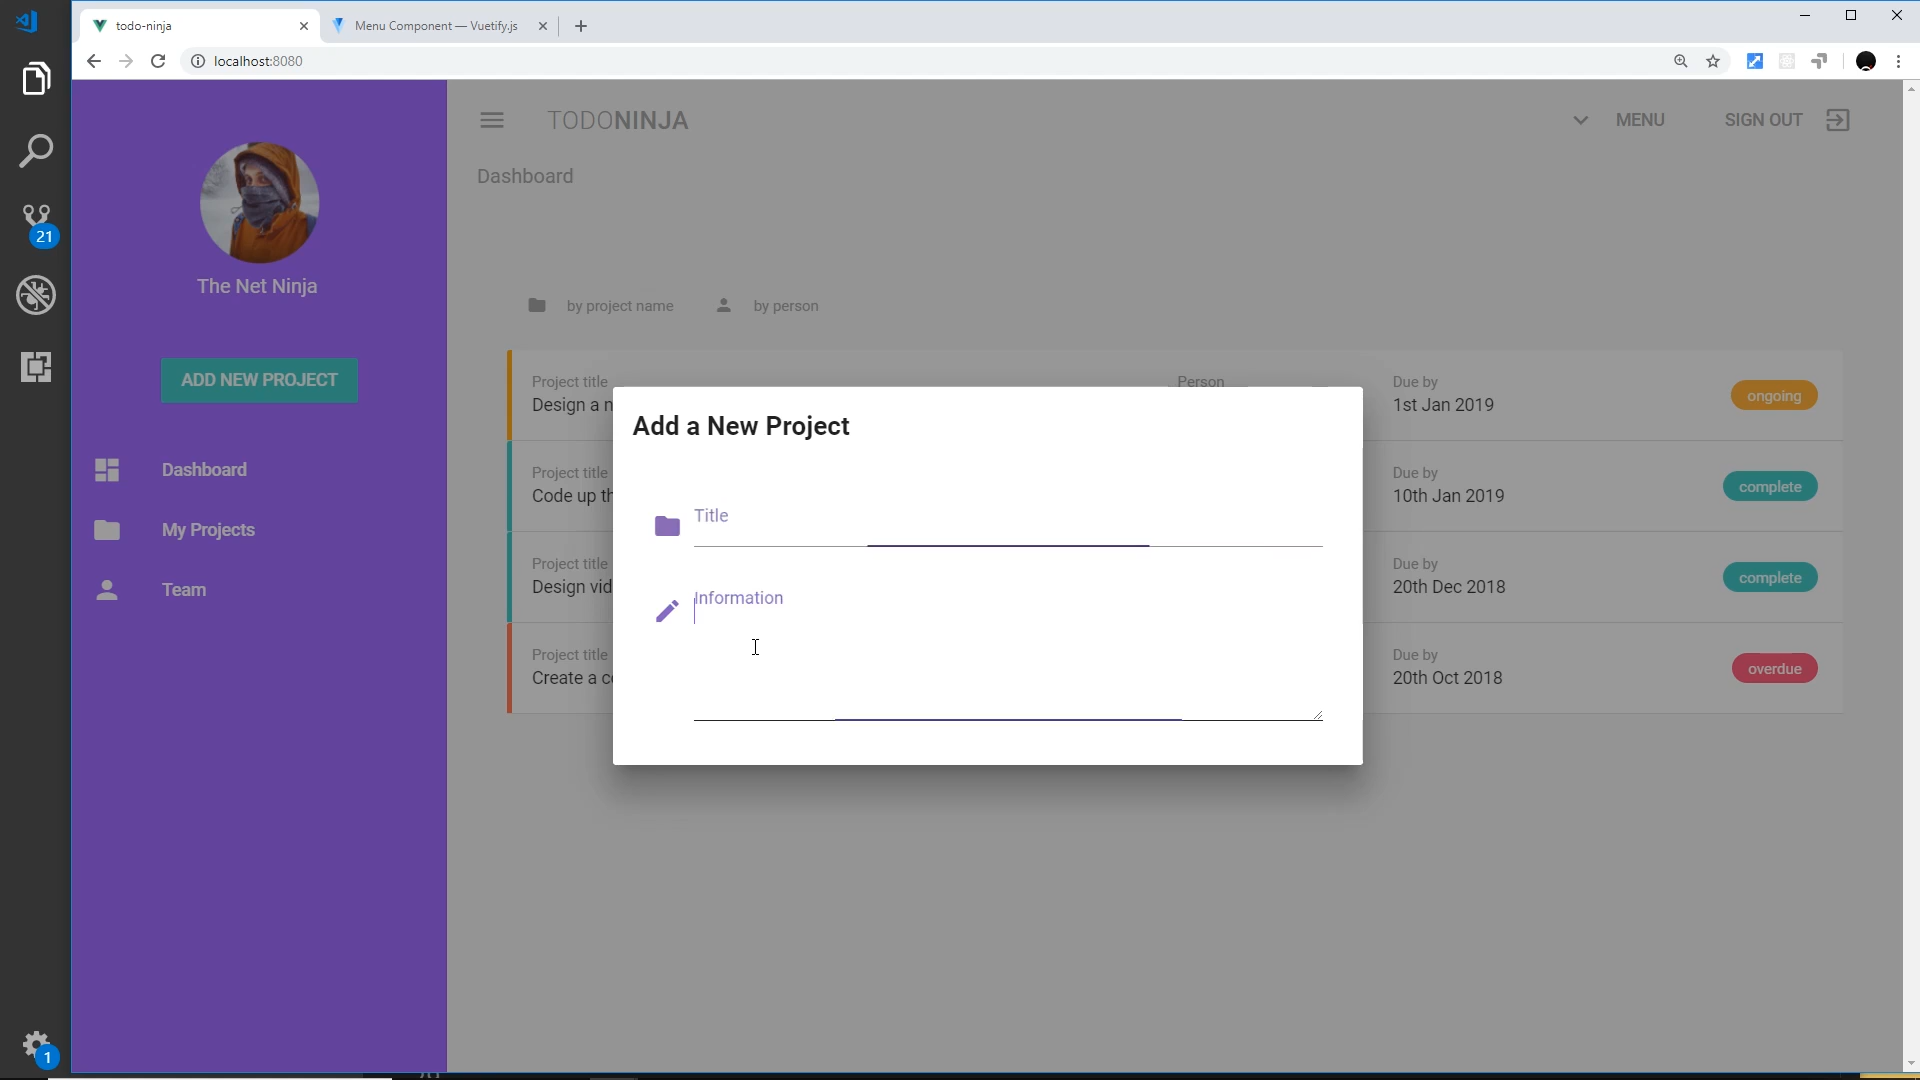 todo-ninja
Menu Component — Vuetify.js
localhost:8080
21
TODONINJA
MENU
SIGN OUT
Dashboard
The Net Ninja
by project name
by person
ADD NEW PROJECT
Dashboard
My Projects
Team
Project title
Design a
Person
Due by
1st Jan 2019
ongoing
Project title
Code up
Due by
10th Jan 2019
complete
Project title
Design
Due by
20th Dec 2018
complete
Project title
Create a
Due by
20th Oct 2018
overdue
Add a New Project
Title
Information
1